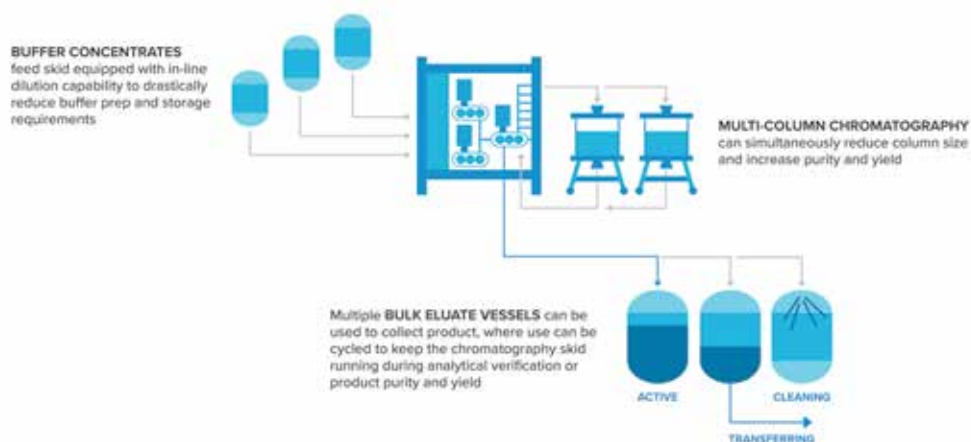 BUFFER CONCENTRATES
feed skid equipped with in-line
dilution capability to drastically
reduce buffer prep and storage
requirements
MULTI-COLUMN CHROMATOGRAPHY
can simultaneously reduce column size
and increase purity and yield
Multiple BULK ELUATE VESSELS can be
used to collect product, where use can be
cycled to keep the chromatography skid
running during analytical verification or
product purity and yield
ACTIVE
CLEANING
TRANSFERRING